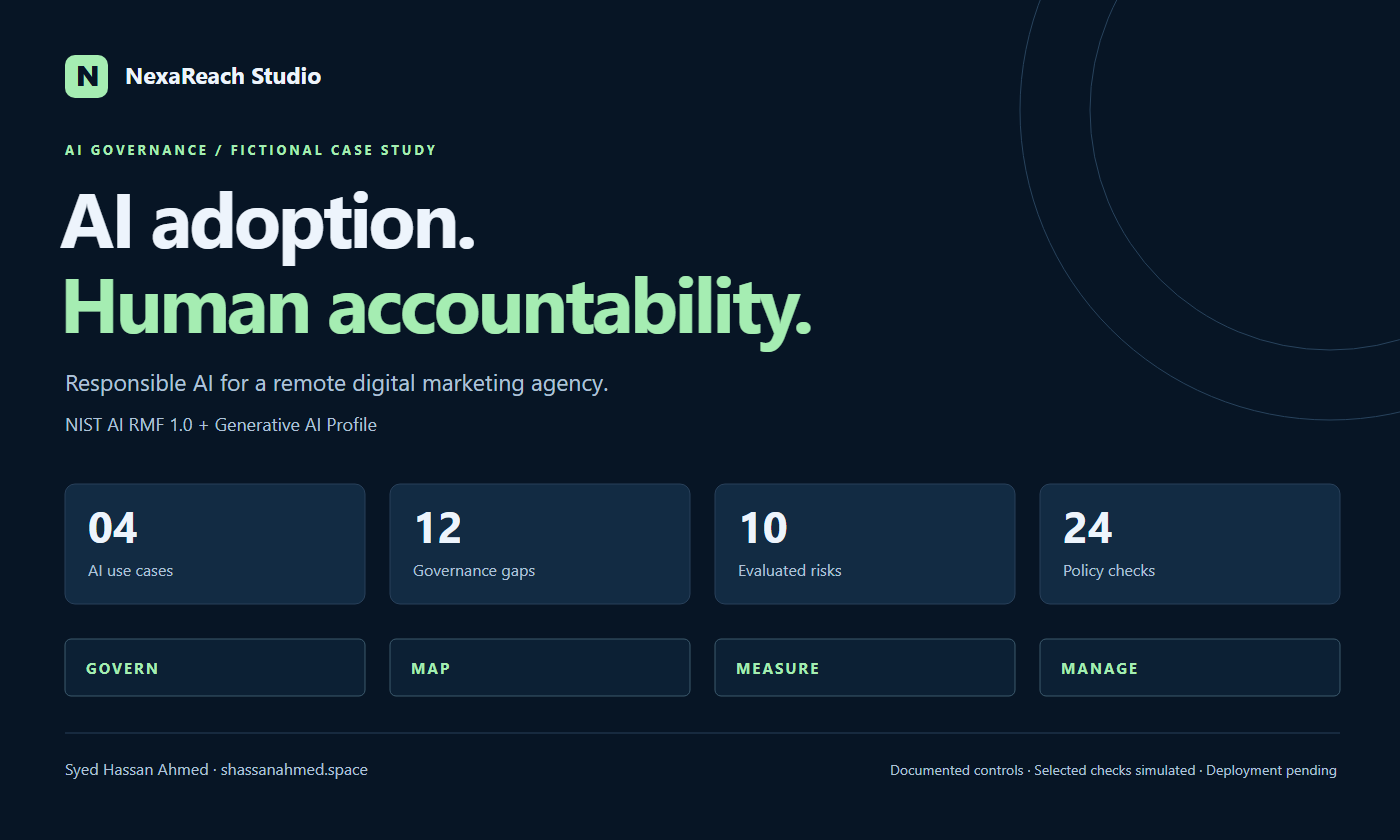 N NexaReach Studio
AI GOVERNANCE / FICTIONAL CASE STUDY
AI adoption.
Human accountability.
Responsible AI for a remote digital marketing agency.
NIST AI RMF 1.0 + Generative AI Profile
04
AI use cases
12
Governance gaps
10
Evaluated risks
24
Policy checks
GOVERN
MAP
MEASURE
MANAGE
Syed Hassan Ahmed · shassanahmed.space
Documented controls · Selected checks simulated · Deployment pending